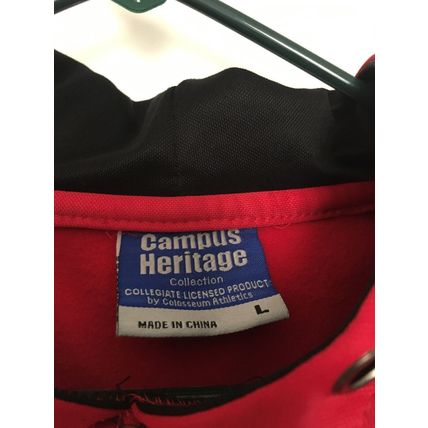 Campus
Heritage
Collection
COLLEGIATE LICENSED PRODUCT
by Colosseum Athletics
L
MADE IN CHINA